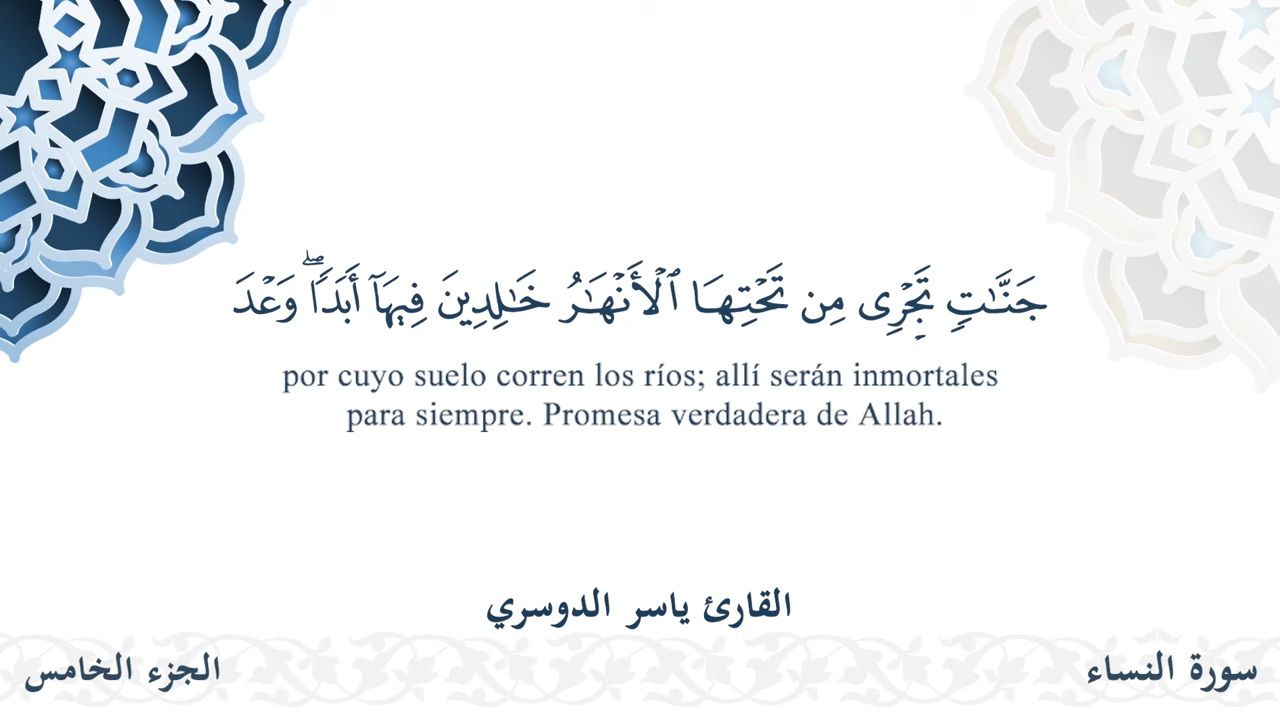 جَنَّـٰتٖ تَجۡرِي مِن تَحۡتِهَا ٱلۡأَنۡهَـٰرُ خَـٰلِدِينَ فِيهَآ أَبَدٗاۖ وَعۡدَ
por cuyo suelo corren los ríos; allí serán inmortales
para siempre. Promesa verdadera de Allah.
القارئ ياسر الدوسري
سورة النساء
الجزء الخامس